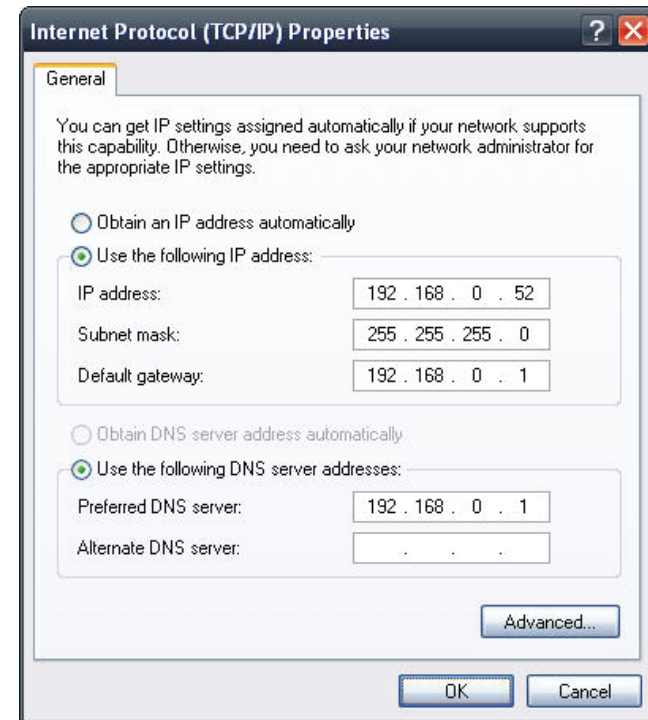 Internet Protocol (TCP/IP) Properties
General
You can get IP settings assigned automatically if your network supports
this capability. Otherwise, you need to ask your network administrator for
the appropriate IP settings.
Obtain an IP address automatically
Use the following IP address:
IP address: 192 . 168 . 0 . 52
Subnet mask: 255 . 255 . 255 . 0
Default gateway: 192 . 168 . 0 . 1
Obtain DNS server address automatically
Use the following DNS server addresses:
Preferred DNS server: 192 . 168 . 0 . 1
Alternate DNS server: . . .
Advanced...
OK Cancel